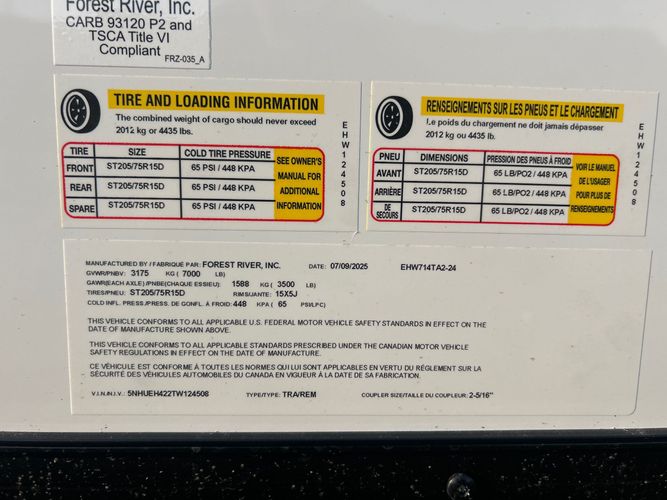 Forest River, Inc.
CARB 93120 P2 and
TSCA Title VI
Compliant
FRZ-035_A
TIRE AND LOADING INFORMATION
The combined weight of cargo should never exceed
2012 kg or 4435 lbs.
TIRE SIZE COLD TIRE PRESSURE SEE OWNER'S MANUAL FOR ADDITIONAL INFORMATION
FRONT ST205/75R15D 65 PSI / 448 KPA
REAR ST205/75R15D 65 PSI / 448 KPA
SPARE ST205/75R15D 65 PSI / 448 KPA
EHW124508
RENSEIGNEMENTS SUR LES PNEUS ET LE CHARGEMENT
Le poids du chargement ne doit jamais dépasser
2012 kg ou 4435 lb.
PNEU DIMENSIONS PRESSION DES PNEUS À FROID VOIR LE MANUEL DE L'USAGER POUR PLUS DE RENSEIGNEMENTS
AVANT ST205/75R15D 65 LB/PO2 / 448 KPA
ARRIÈRE ST205/75R15D 65 LB/PO2 / 448 KPA
DE SECOURS ST205/75R15D 65 LB/PO2 / 448 KPA
EHW124508
MANUFACTURED BY / FABRIQUÉ PAR: FOREST RIVER, INC. DATE: 07/09/2025 EHW714TA2-24
GVWR/PNBV: 3175 KG ( 7000 LB)
GAWR(EACH AXLE) /PNBE(CHAQUE ESSIEU): 1588 KG ( 3500 LB)
TIRES/PNEU: ST205/75R15D RIMS/JANTE: 15X5J
COLD INFL. PRESS./PRESS. DE GONFL. À FROID: 448 KPA ( 65 PSI/LPC)
THIS VEHICLE CONFORMS TO ALL APPLICABLE U.S. FEDERAL MOTOR VEHICLE SAFETY STANDARDS IN EFFECT ON THE
DATE OF MANUFACTURE SHOWN ABOVE.
THIS VEHICLE CONFORMS TO ALL APPLICABLE STANDARDS PRESCRIBED UNDER THE CANADIAN MOTOR VEHICLE
SAFETY REGULATIONS IN EFFECT ON THE DATE OF MANUFACTURE.
CE VÉHICULE EST CONFORME À TOUTES LES NORMES QUI LUI SONT APPLICABLES EN VERTU DU RÉGLEMENT SUR LA
SÉCURITÉ DES VÉHICULES AUTOMOBILES DU CANADA EN VIGUEUR À LA DATE DE SA FABRICATION.
V.I.N./N.I.V.: 5NHUEH422TW124508 TYPE/TYPE: TRA/REM COUPLER SIZE/TAILLE DU COUPLEUR: 2-5/16"